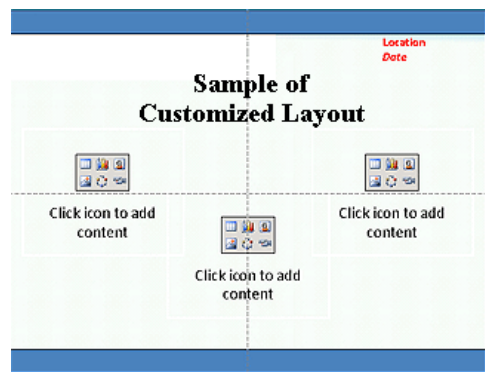 Location
Date
Sample of
Customized Layout
Click icon to add
content
Click icon to add
content
Click icon to add
content